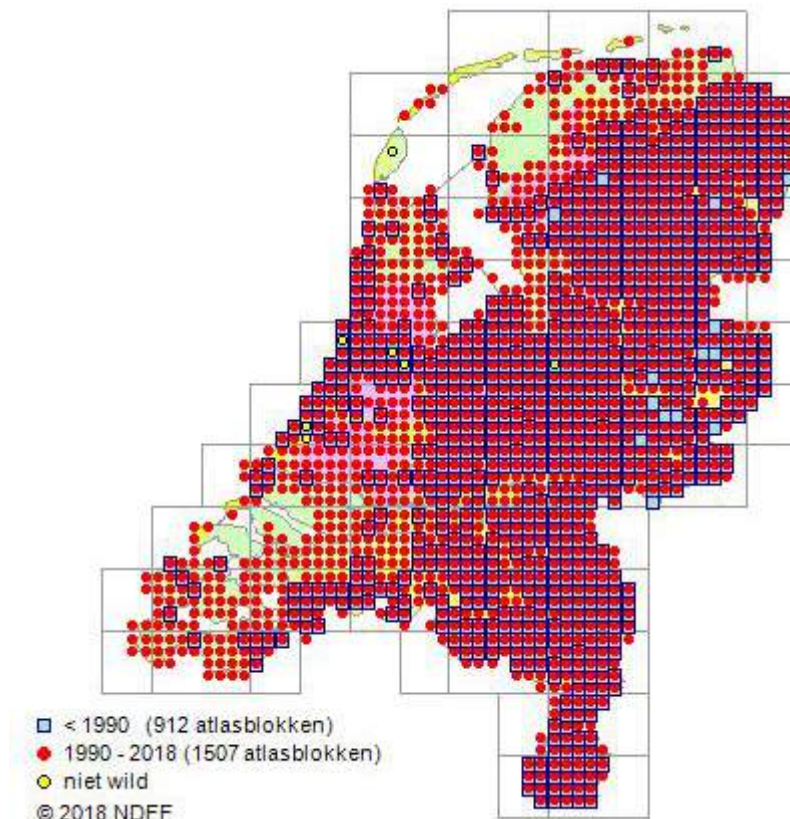 < 1990 (912 atlasblokken)
1990 - 2018 (1507 atlasblokken)
niet wild
© 2018 NDFF